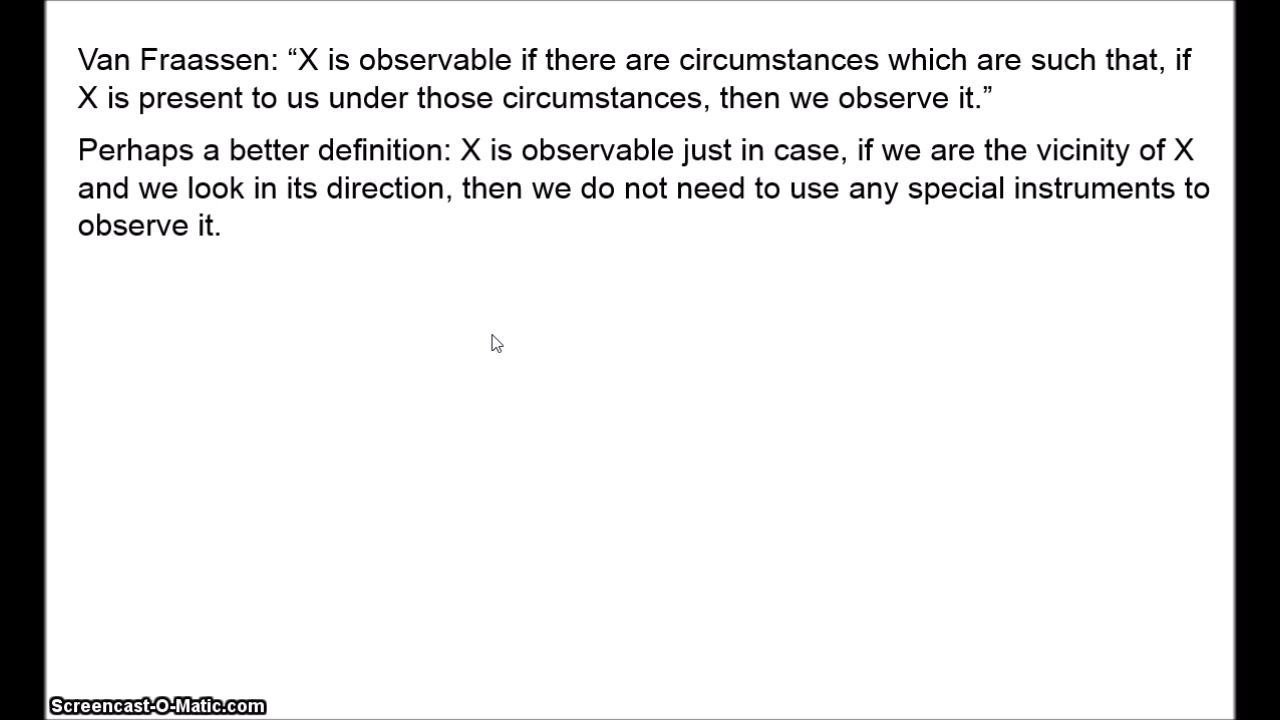 Van Fraassen: “X is observable if there are circumstances which are such that, if
X is present to us under those circumstances, then we observe it.”
Perhaps a better definition: X is observable just in case, if we are the vicinity of X
and we look in its direction, then we do not need to use any special instruments to
observe it.
Screencast-O-Matic.com